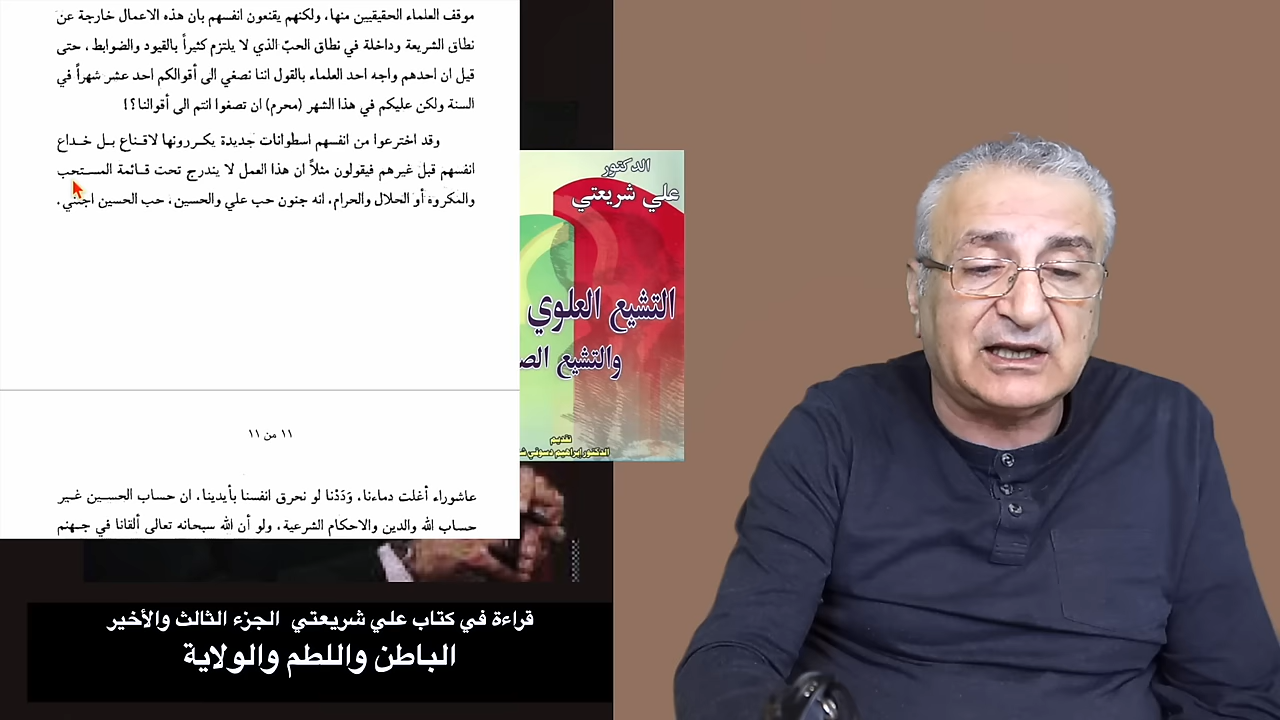 موقف العلماء الحقيقيين منها، ولكنهم يقنعون انفسهم بان هذه الاعمال خارجة عن
نطاق الشريعة وداخلة في نطاق الحبّ الذي لا يلتزم كثيراً بالقيود والضوابط، حتى
قيل ان احدهم واجه احد العلماء بالقول اننا نصغي الى أقوالكم احد عشر شهراً في
السنة ولكن عليكم في هذا الشهر (محرم) ان تصغوا انتم الى أقوالنا؟!
وقد اخترعوا من انفسهم اسطوانات جديدة يكررونها لاقناع بل خداع
انفسهم قبل غيرهم فيقولون مثلاً ان هذا العمل لا يندرج تحت قائمة المستحب
والمكروه أو الحلال والحرام، انه جنون حب علي والحسين، حب الحسين اجنني.
١١ من ١١
عاشوراء أغلت دماءنا، وَدَدْنا لو نحرق انفسنا بأيدينا، ان حساب الحسين غير
حساب الله والدين والاحكام الشرعية، ولو أن الله سبحانه تعالى ألقانا في جهنم
الدكتور
علي شريعتي
التشيع العلوي
والتشيع الص
تقديم
الدكتور إبراهيم دسوقي ش
قراءة في كتاب علي شريعتي الجزء الثالث والأخير
الباطن واللطم والولاية